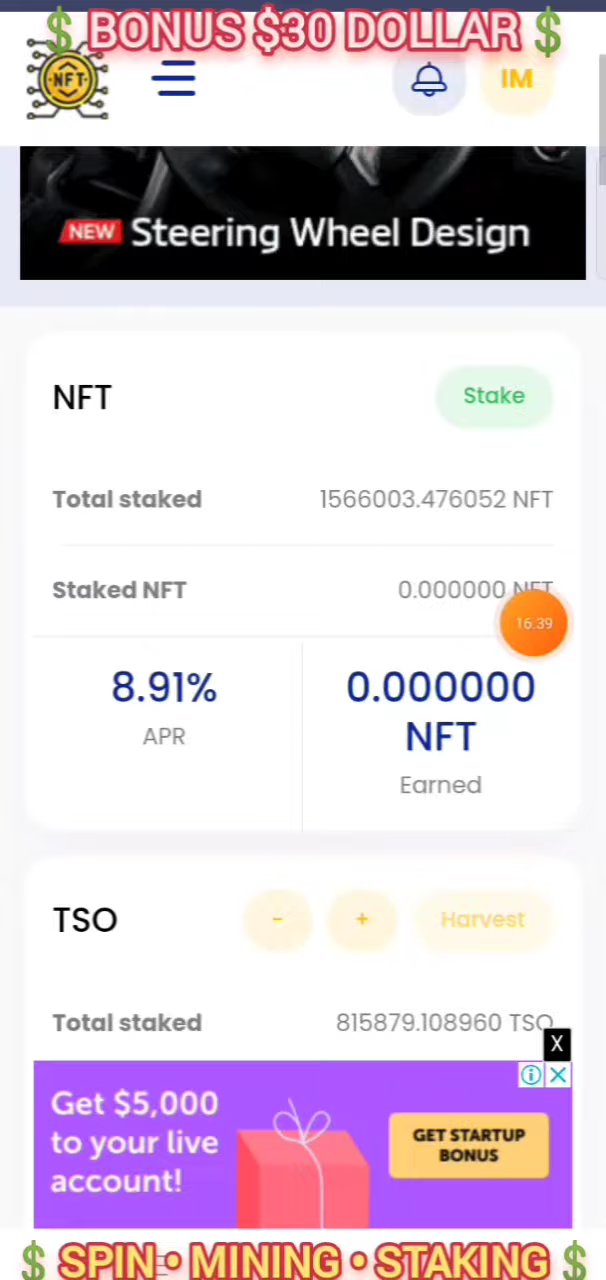 $ BONUS $30 DOLLAR $
NFT
IM
NEW Steering Wheel Design
NFT
Stake
Total staked
1566003.476052 NFT
Staked NFT
0.000000 NFT
16.39
8.91%
APR
0.000000
NFT
Earned
TSO
- + Harvest
Total staked
815879.108960 TSO
X
Get $5,000
to your live
account!
GET STARTUP
BONUS
$ SPIN • MINING • STAKING $